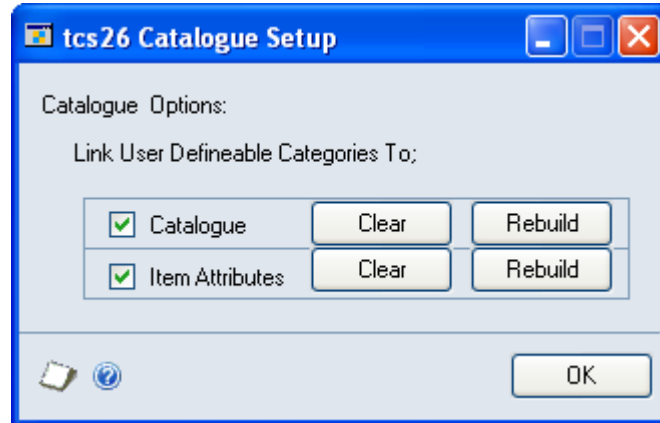 tcs26 Catalogue Setup
Catalogue Options:
Link User Defineable Categories To;
Catalogue Clear Rebuild
Item Attributes Clear Rebuild
OK